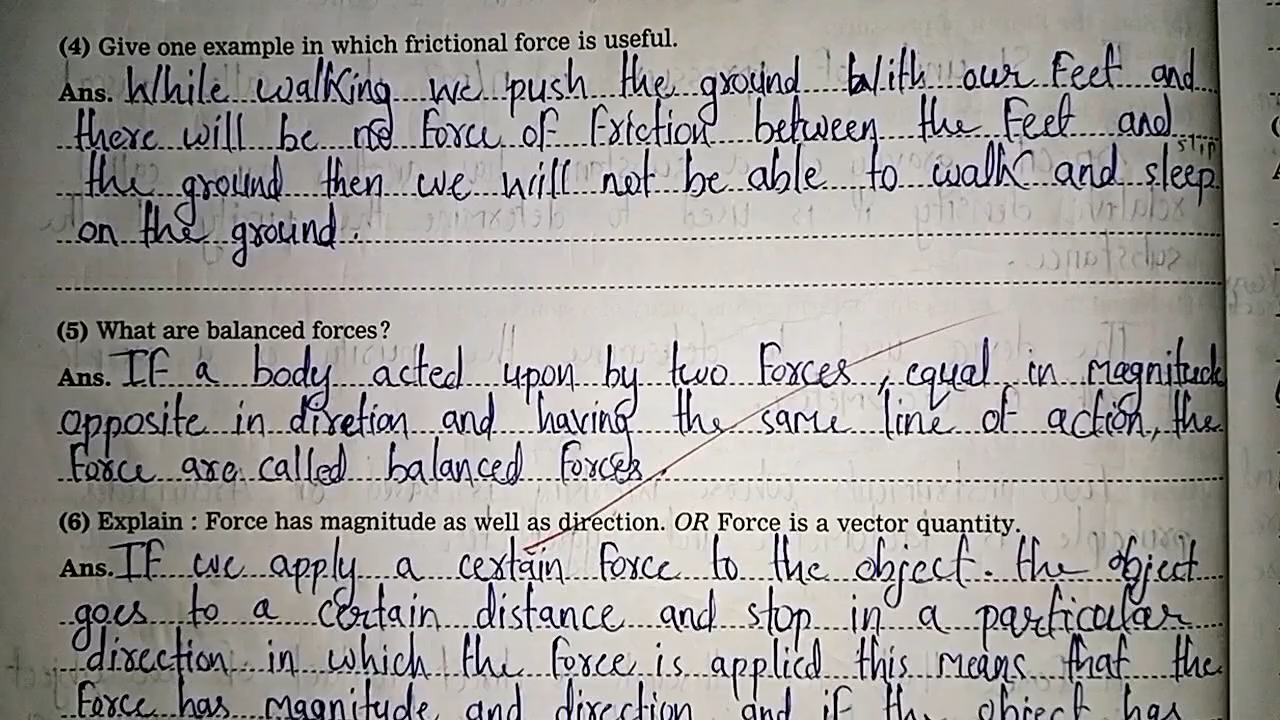 (4) Give one example in which frictional force is useful.
Ans. While walking we push the ground With our Feet and
there will be no Force of Friction between the Feet and
slip
the ground then we will not be able to walk and sleep
on the ground.
(5) What are balanced forces?
Ans. IF a body acted upon by two Forces, equal in Magnitude
opposite in diretion and having the same line of action, the
Force are called balanced Forces.
(6) Explain : Force has magnitude as well as direction. OR Force is a vector quantity.
Ans. IF we apply a certain Force to the object. the object
goes to a certain distance and stop in a particular
direction in which the Force is applied this Means that the
Force has magnitude and direction and if the object has